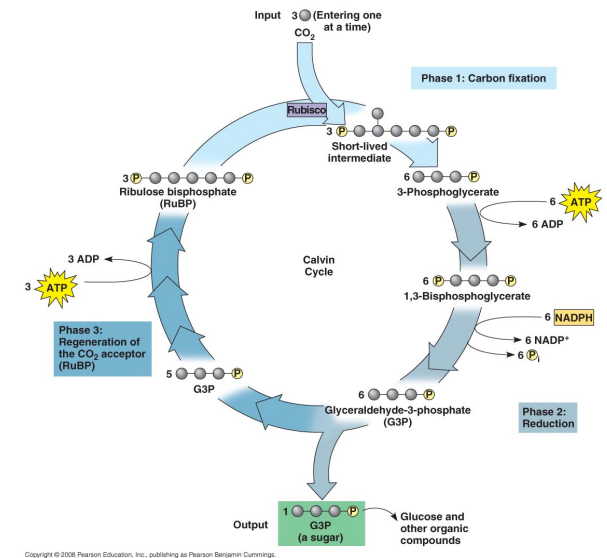 Input 3 (Entering one
at a time)
CO2
Phase 1: Carbon fixation
Rubisco
3 P P
Short-lived
intermediate
3 P P
Ribulose bisphosphate
(RuBP)
6 P
3-Phosphoglycerate
6 ATP
6 ADP
3 ADP
3 ATP
Calvin
Cycle
6 P P
1,3-Bisphosphoglycerate
6 NADPH
6 NADP+
6 Pi
Phase 3:
Regeneration of
the CO2 acceptor
(RuBP)
5 P
G3P
6 P
Glyceraldehyde-3-phosphate
(G3P)
Phase 2:
Reduction
Output
1 P
G3P
(a sugar)
Glucose and
other organic
compounds
Copyright © 2008 Pearson Education, Inc., publishing as Pearson Benjamin Cummings.